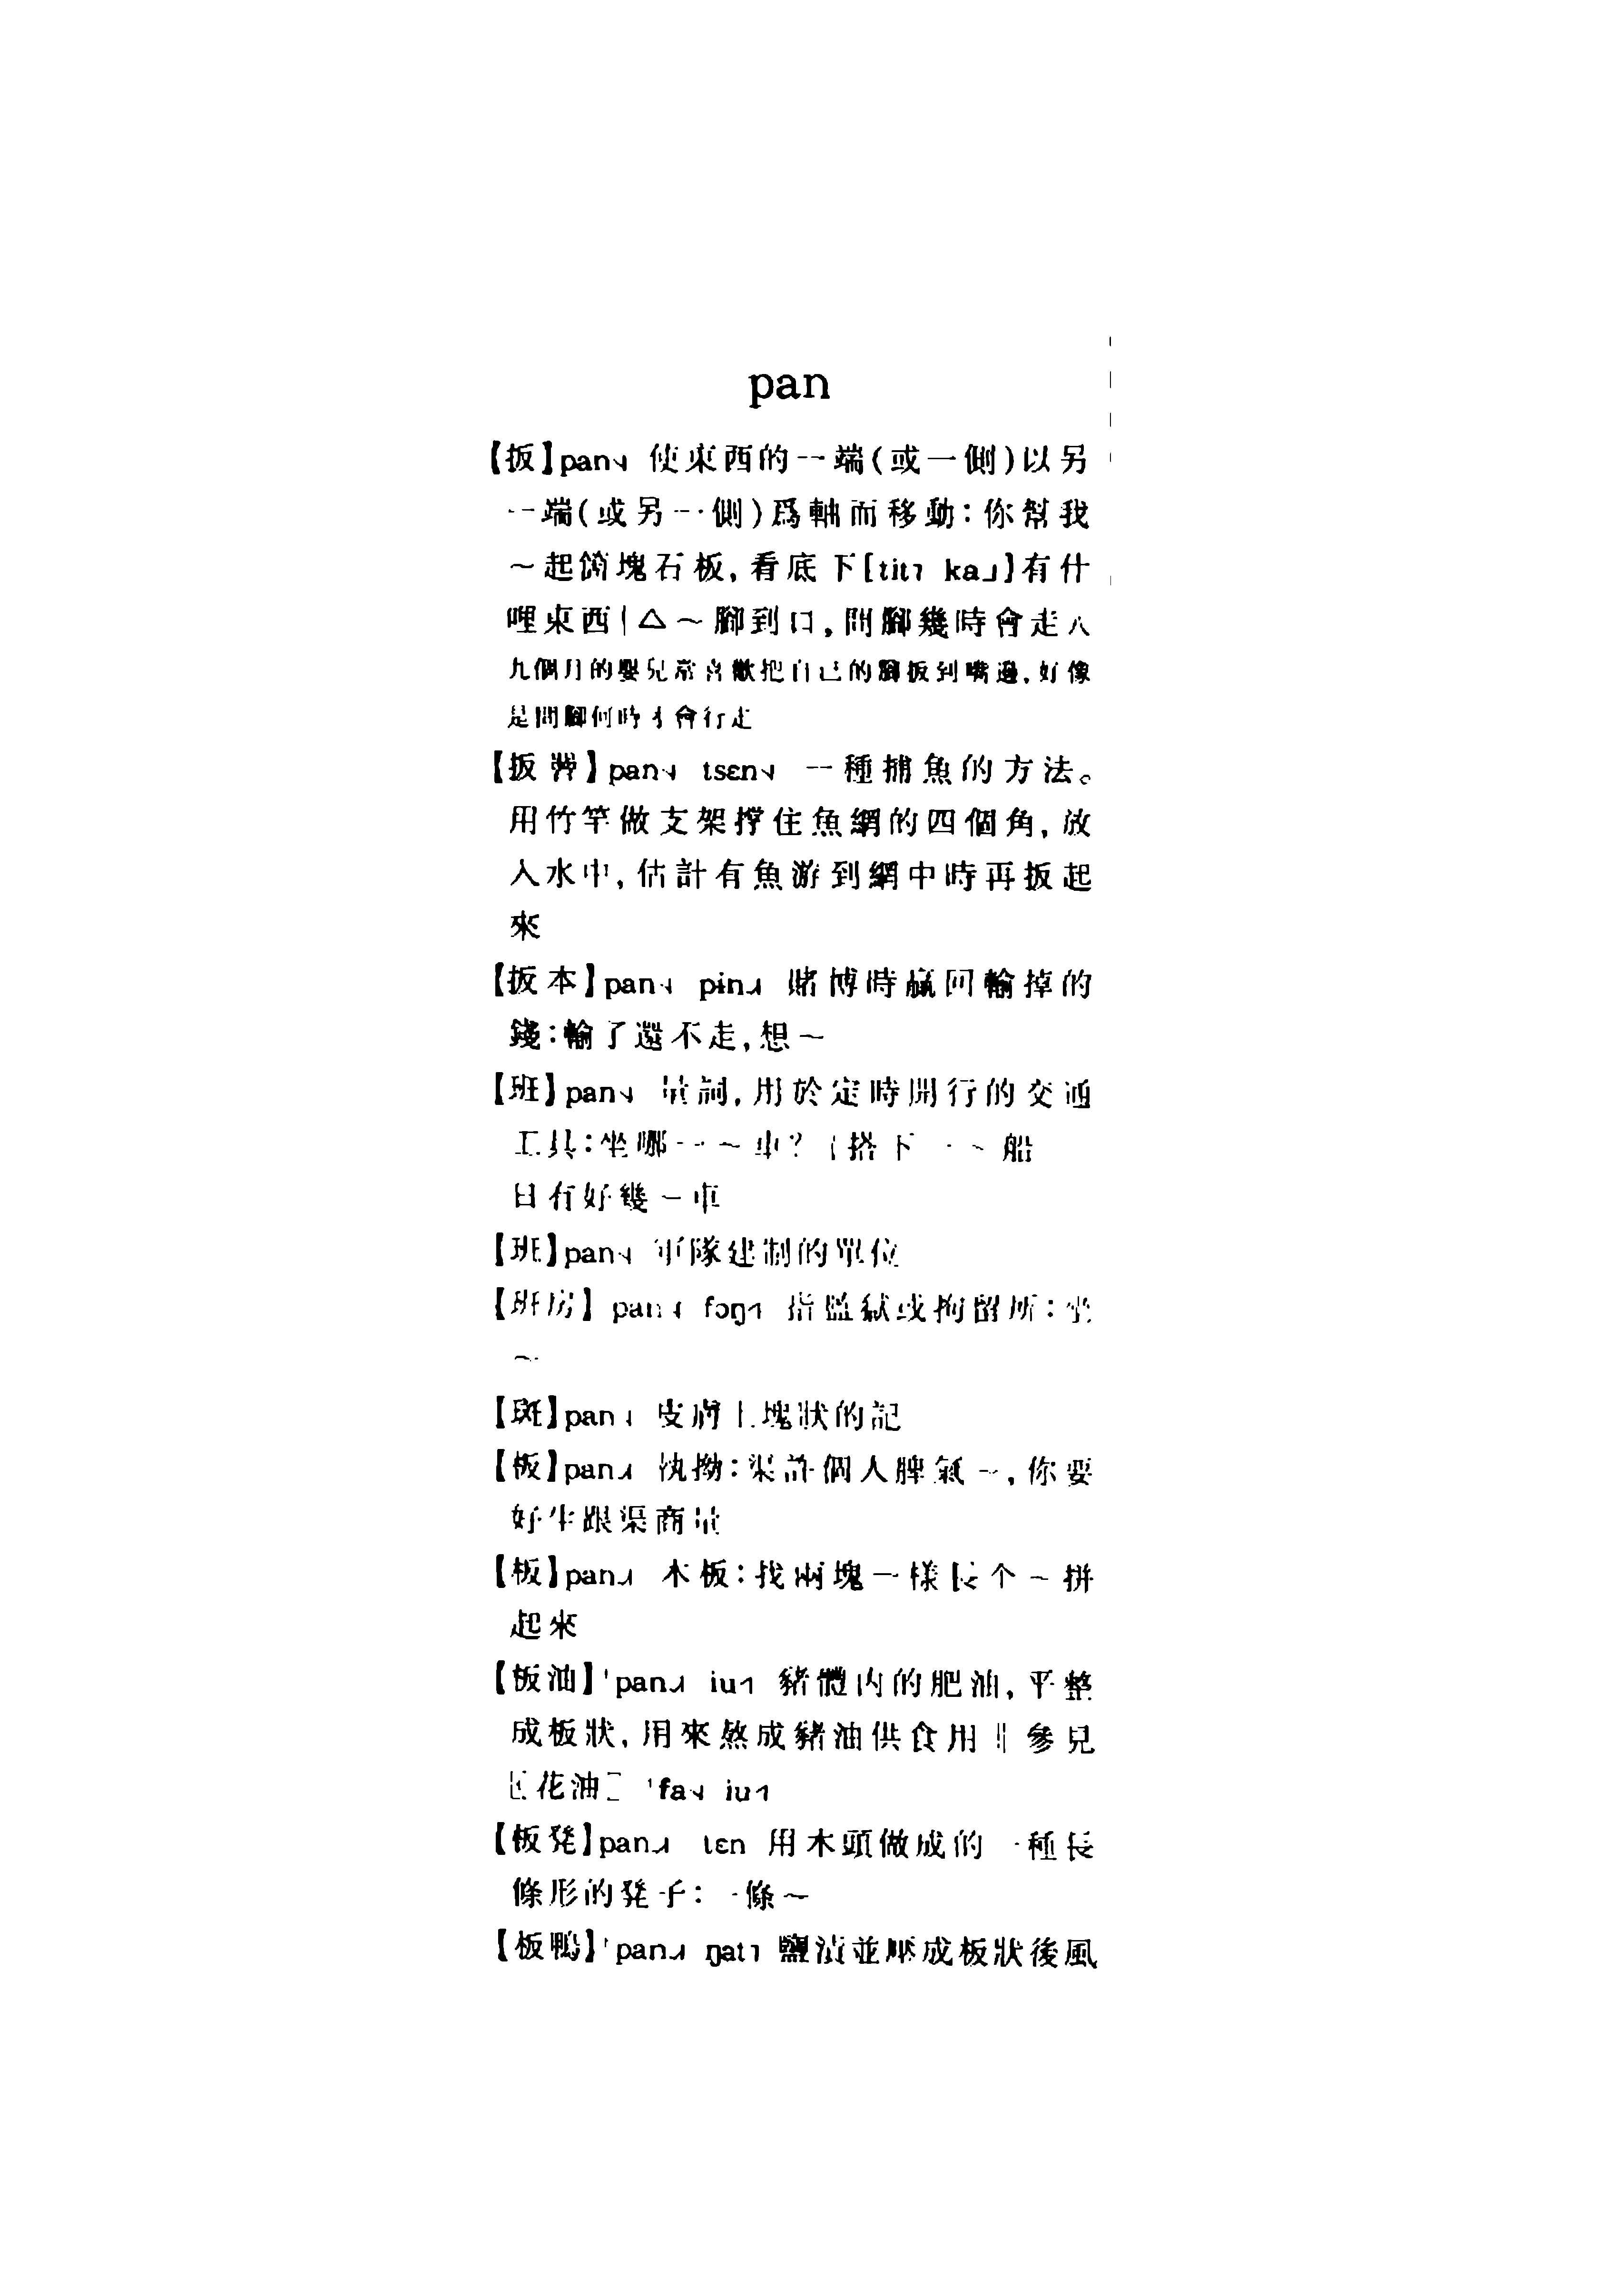 pan
【扳】pan˨ 使東西的一端(或一側)以另
一端(或另一側)爲軸而移動:你幫我
～起箇塊石板,看底下[titɿ ka˩]有什
哩東西|△～腳到口,問腳幾時會走八
九個月的嬰兒常喜歡把自己的腳扳到嘴邊,好像
是問腳何時才會行走
【扳罾】pan˨ tsɛn˨ 一種捕魚的方法。
用竹竿做支架撐住魚網的四個角,放
入水中,估計有魚游到網中時再扳起
來
【扳本】pan˨ pɨn 賭博時贏回輸掉的
錢:輸了還不走,想～
【班】pan˨ 量詞,用於定時開行的交通
工具:坐哪一～車?|搭下一～船
日有好幾～車
【班】pan˨ 軍隊建制的單位
【班房】pan fɔŋ 指監獄或拘留所:坐
～
【斑】pan 皮膚上塊狀的記
【板】pan 執拗:渠許個人脾氣～,你要
好生跟渠商量
【板】pan 木板:找兩塊一樣長个～拼
起來
【板油】'pan iu 豬體内的肥油,平整
成板狀,用來熬成豬油供食用‖參見
[花油] 'fa iu
【板凳】pan tɛn 用木頭做成的一種長
條形的凳子:一條～
【板鴨】'pan ŋat 鹽漬並壓成板狀後風